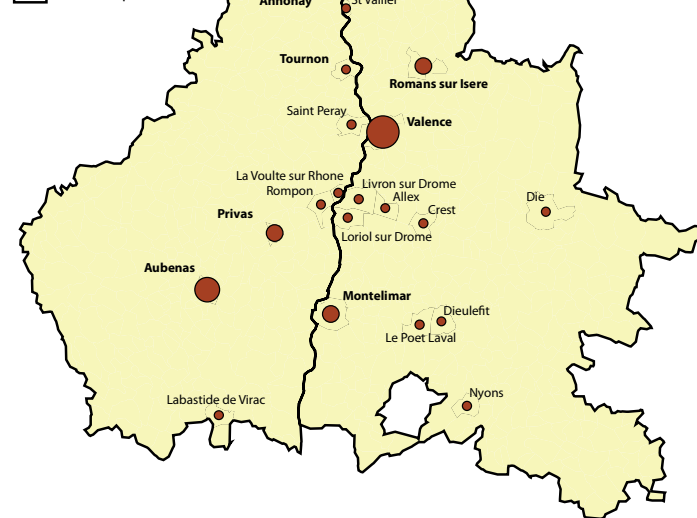 Annonay
St Vallier
Tournon
Romans sur Isere
Saint Peray
Valence
La Voulte sur Rhone
Livron sur Drome
Rompon
Allex
Die
Privas
Crest
Loriol sur Drome
Aubenas
Montelimar
Dieulefit
Le Poet Laval
Nyons
Labastide de Virac